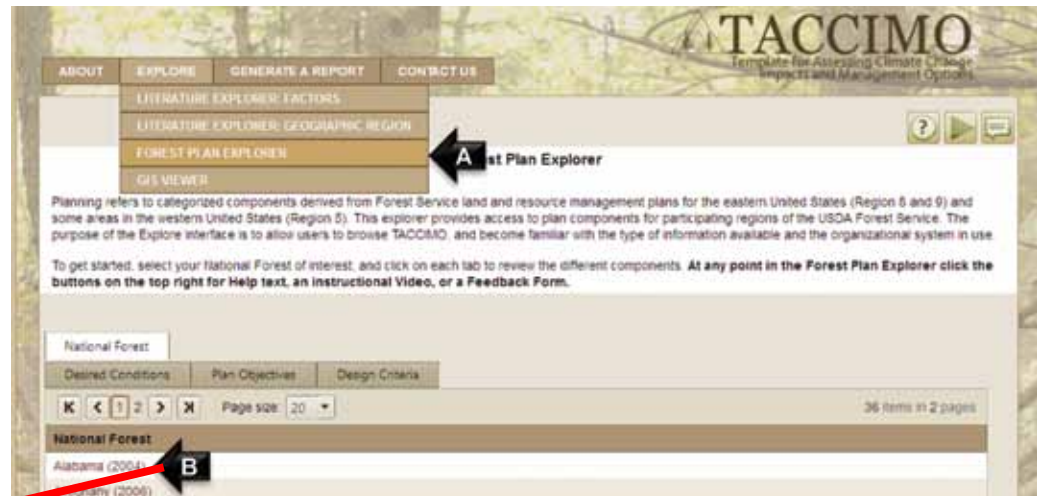 TACCIMO
Template for Assessing Climate Change
Impacts and Management Options
ABOUT EXPLORE GENERATE A REPORT CONTACT US
LITERATURE EXPLORER: FACTORS
LITERATURE EXPLORER: GEOGRAPHIC REGION
FOREST PLAN EXPLORER
GIS VIEWER
?
A
st Plan Explorer
Planning refers to categorized components derived from Forest Service land and resource management plans for the eastern United States (Region 8 and 9) and
some areas in the western United States (Region 5). This explorer provides access to plan components for participating regions of the USDA Forest Service. The
purpose of the Explore interface is to allow users to browse TACCIMO, and become familiar with the type of information available and the organizational system in use.
To get started, select your National Forest of interest, and click on each tab to review the different components. At any point in the Forest Plan Explorer click the
buttons on the top right for Help text, an Instructional Video, or a Feedback Form.
National Forest
Desired Conditions Plan Objectives Design Criteria
1 2 Page size: 20 36 items in 2 pages
National Forest
Alabama (2004) B
(2006)